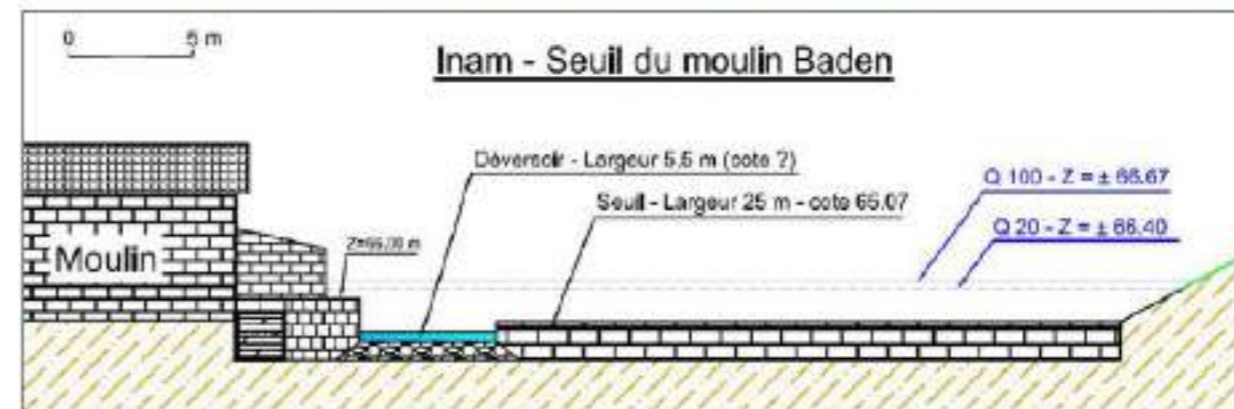 0 5 m
Inam - Seuil du moulin Baden
Déversoir - Largeur 5.5 m (cote ?)
Q 100 - Z = ± 66.67
Seuil - Largeur 25 m - cote 65.07
Q 20 - Z = ± 66.40
Moulin